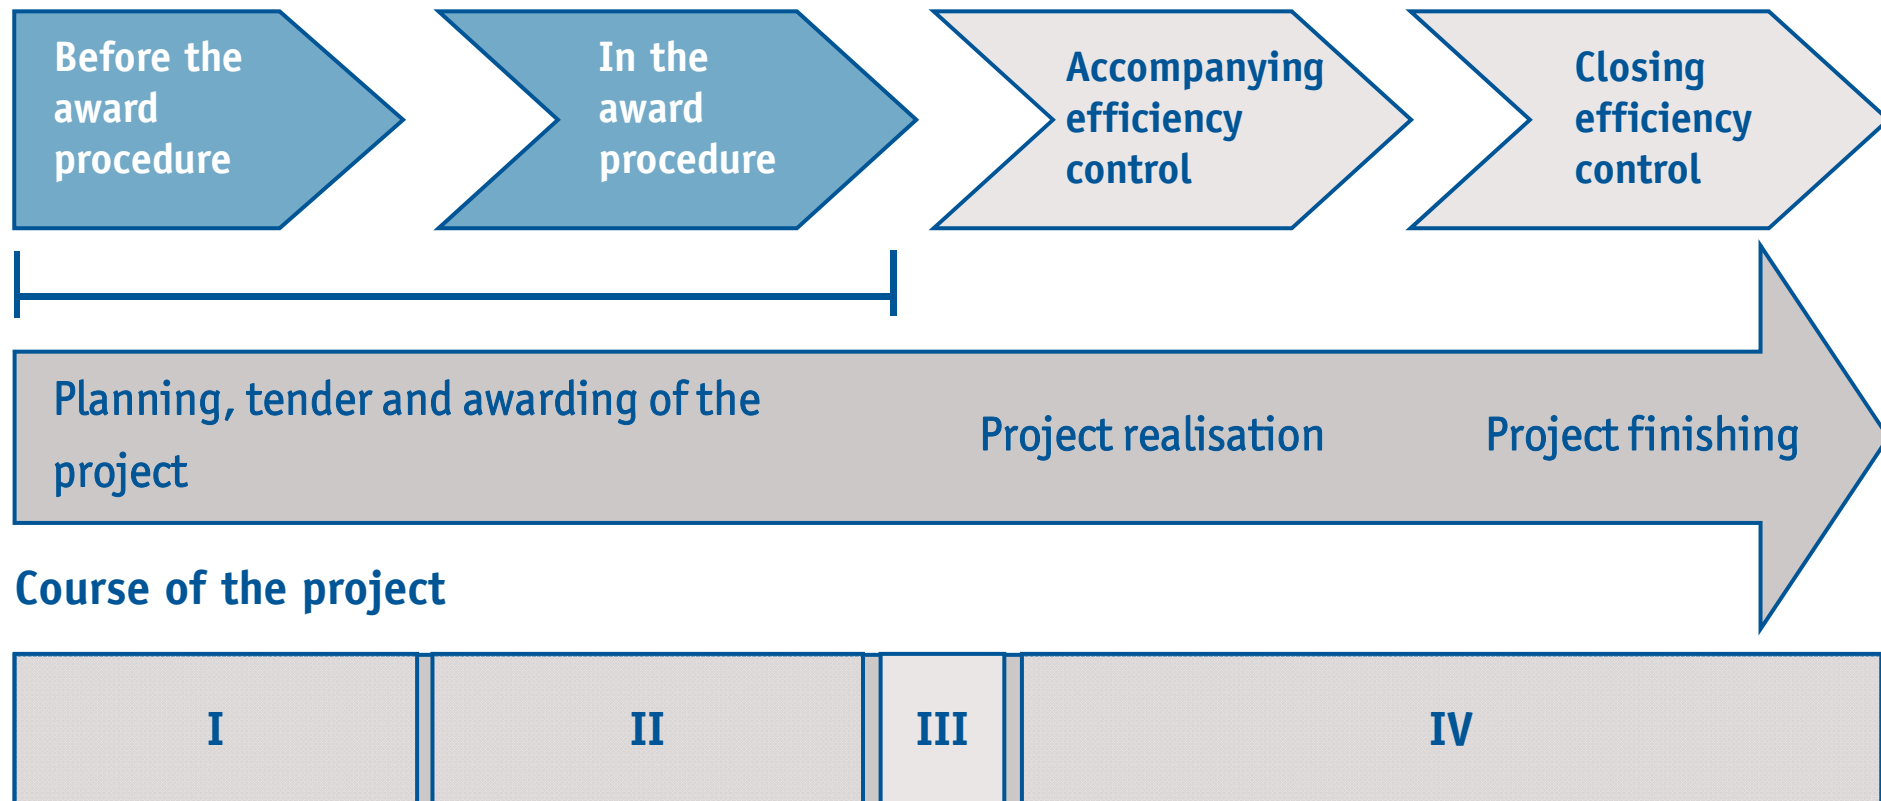 Before the
award
procedure
In the
award
procedure
Accompanying
efficiency
control
Closing
efficiency
control
Planning, tender and awarding of the
project
Project realisation
Project finishing
Course of the project
I
II
III
IV